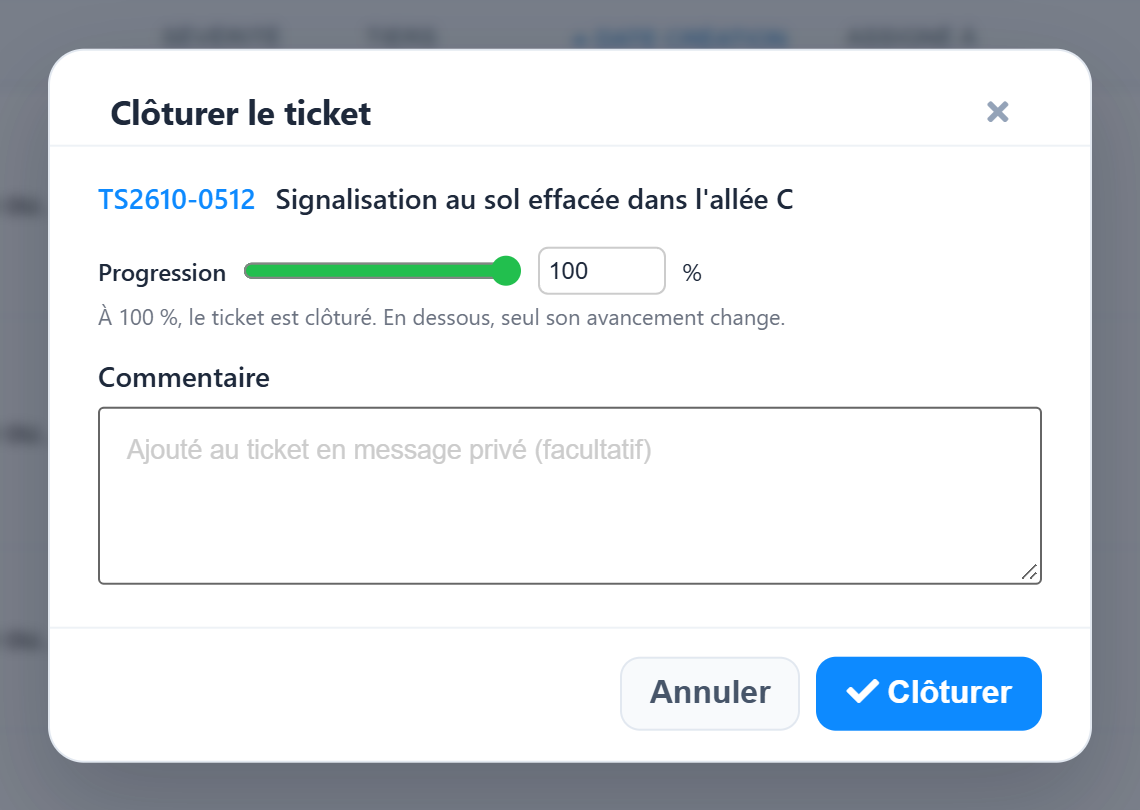 Clôturer le ticket
TS2610-0512 Signalisation au sol effacée dans l'allée C
Progression 100 %
À 100 %, le ticket est clôturé. En dessous, seul son avancement change.
Commentaire
Ajouté au ticket en message privé (facultatif)
Annuler Clôturer